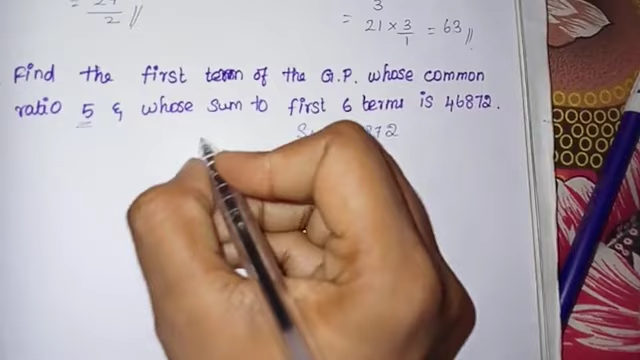 = 21 × 3/1 = 63 //
3
Find the first term of the G.P. whose common
ratio 5 & whose sum to first 6 terms is 46872.